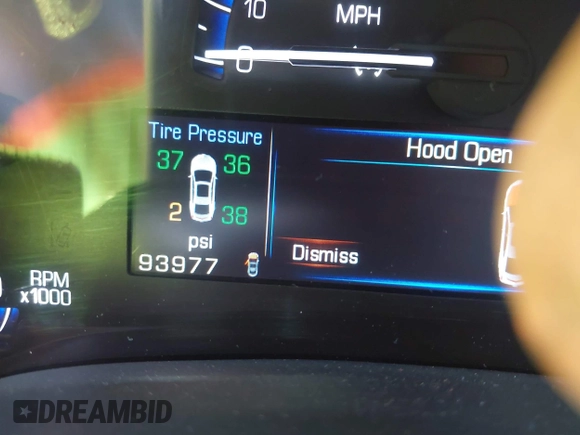 10
MPH
0
Tire Pressure
37 36
2 38
psi
93977
Hood Open
Dismiss
RPM
x1000
DREAMBID